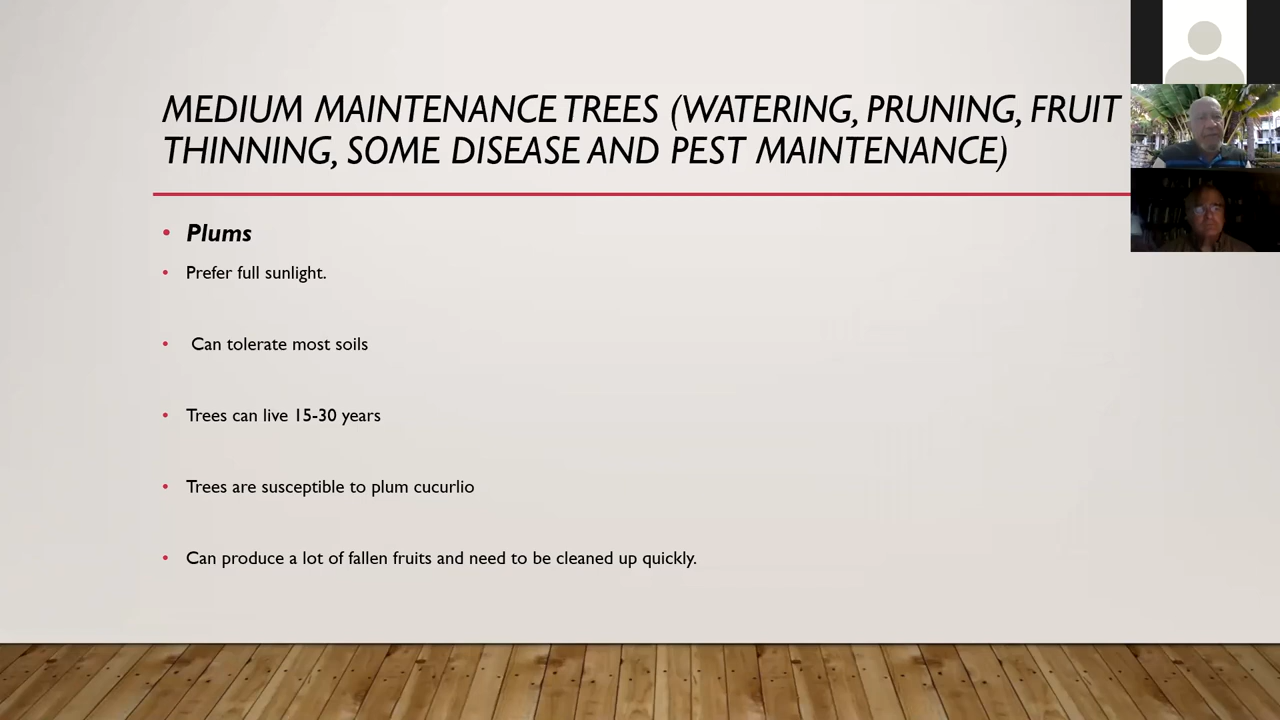 MEDIUM MAINTENANCE TREES (WATERING, PRUNING, FRUIT
THINNING, SOME DISEASE AND PEST MAINTENANCE)
• Plums
• Prefer full sunlight.
• Can tolerate most soils
• Trees can live 15-30 years
• Trees are susceptible to plum cucurlio
• Can produce a lot of fallen fruits and need to be cleaned up quickly.